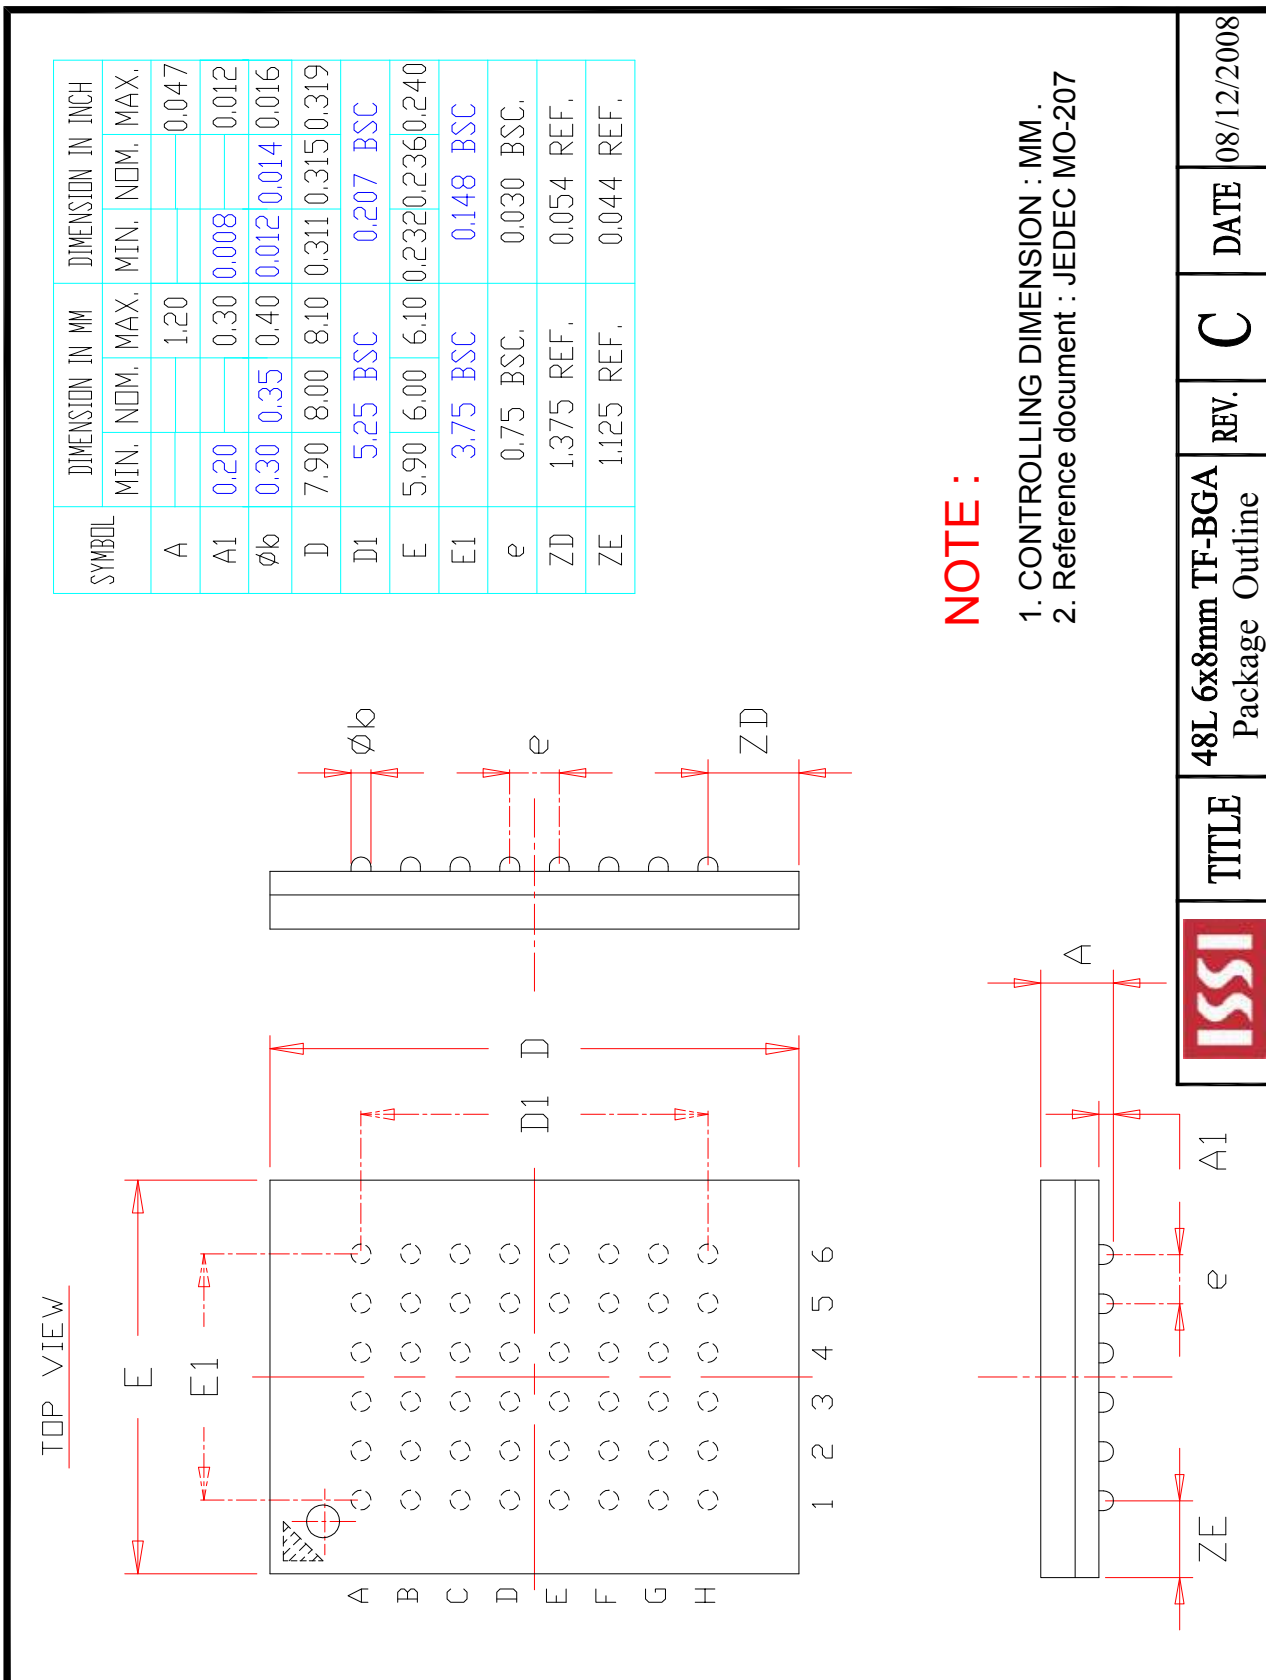 TOP VIEW
E
E1
D
D1
A
B
C
D
E
F
G
H
1 2 3 4 5 6
Øb
e
ZD
ZE
e
A1
A
SYMBOL DIMENSION IN MM DIMENSION IN INCH
MIN. NOM. MAX. MIN. NOM. MAX.
A 1.20 0.047
A1 0.20 0.30 0.008 0.012
Øb 0.30 0.35 0.40 0.012 0.014 0.016
D 7.90 8.00 8.10 0.311 0.315 0.319
D1 5.25 BSC 0.207 BSC
E 5.90 6.00 6.10 0.232 0.236 0.240
E1 3.75 BSC 0.148 BSC
e 0.75 BSC. 0.030 BSC.
ZD 1.375 REF. 0.054 REF.
ZE 1.125 REF. 0.044 REF.
NOTE :
1. CONTROLLING DIMENSION : MM .
2. Reference document : JEDEC MO-207
ISSI
TITLE
48L 6x8mm TF-BGA
Package Outline
REV.
C
DATE
08/12/2008